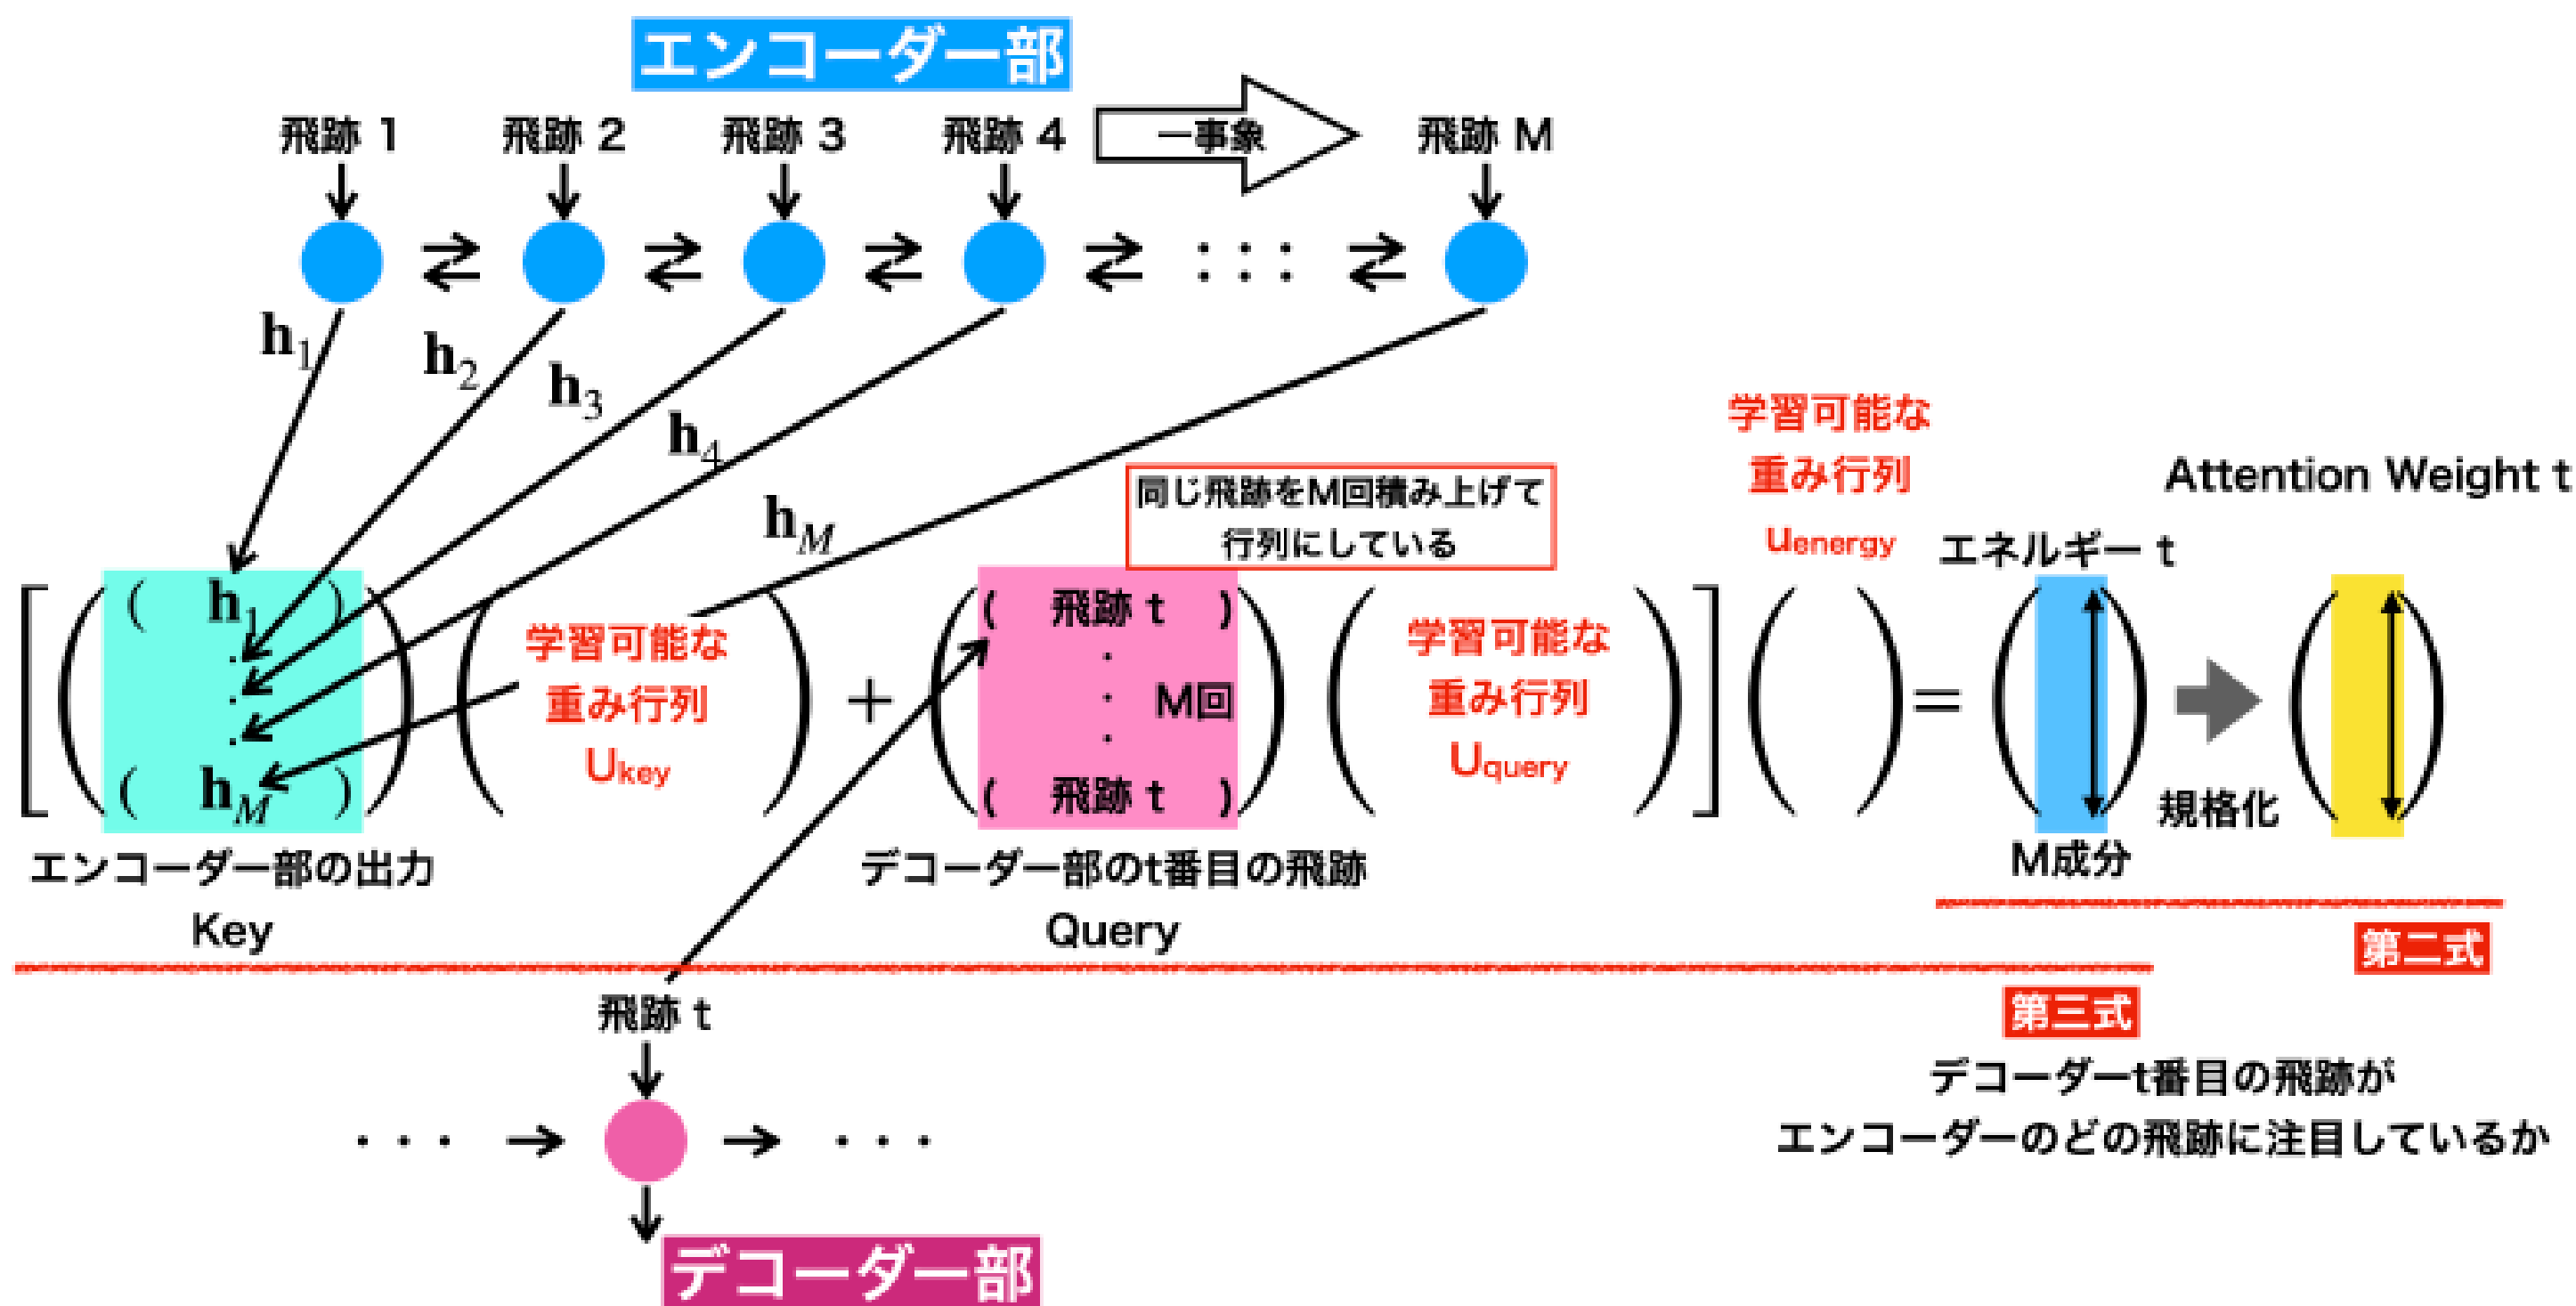 エンコーダー部
飛跡 1
飛跡 2
飛跡 3
飛跡 4
一事象
飛跡 M
h1
h2
h3
h4
hM
同じ飛跡をM回積み上げて
行列にしている
学習可能な
重み行列
uenergy
エネルギー t
Attention Weight t
[ ( ( h1 )
.
.
.
( hM ) )
( 学習可能な
重み行列
Ukey )
+
( ( 飛跡 t )
.
. M回
.
( 飛跡 t ) )
( 学習可能な
重み行列
Uquery ) ]
( ) = ( ) ( )
規格化
M成分
エンコーダー部の出力
Key
デコーダー部のt番目の飛跡
Query
第二式
第三式
飛跡 t
デコーダーt番目の飛跡が
エンコーダーのどの飛跡に注目しているか
· · ·
· · ·
デコーダー部